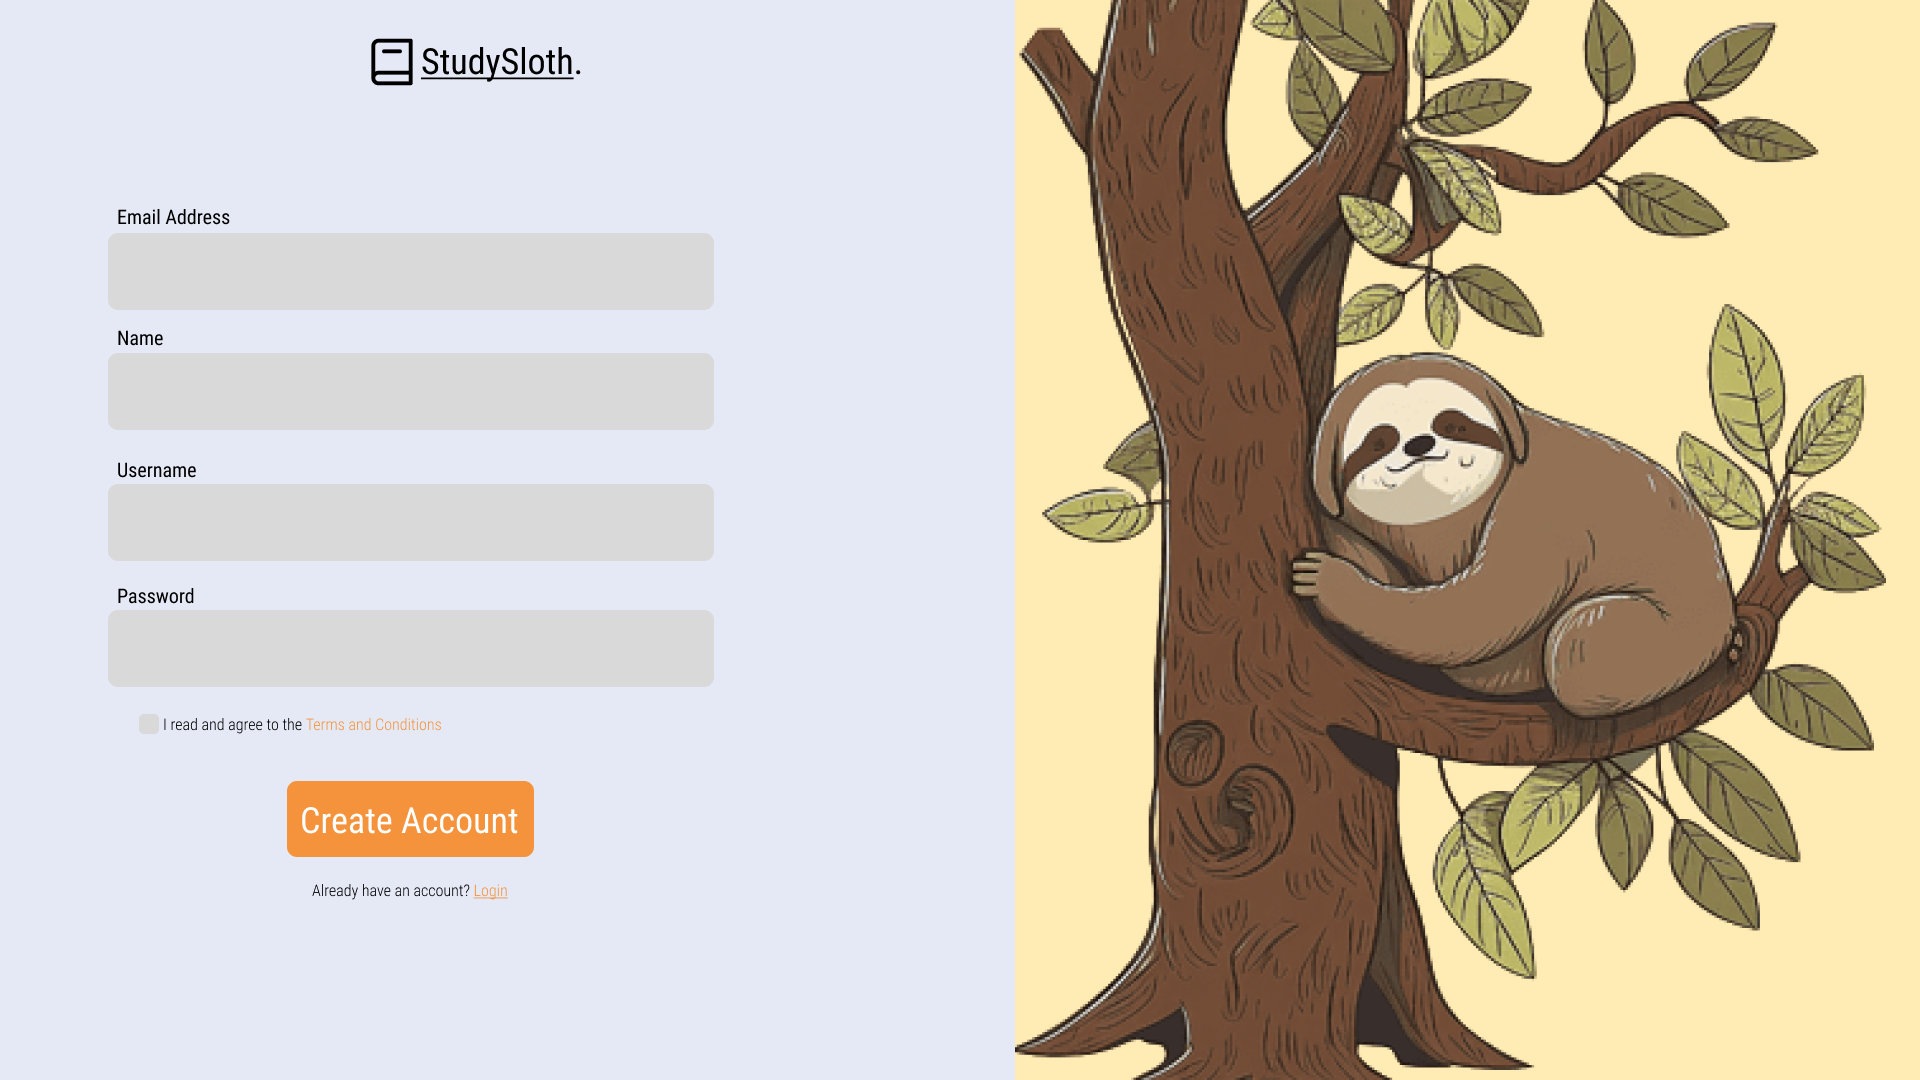 StudySloth.
Email Address
Name
Username
Password
I read and agree to the Terms and Conditions
Create Account
Already have an account? Login